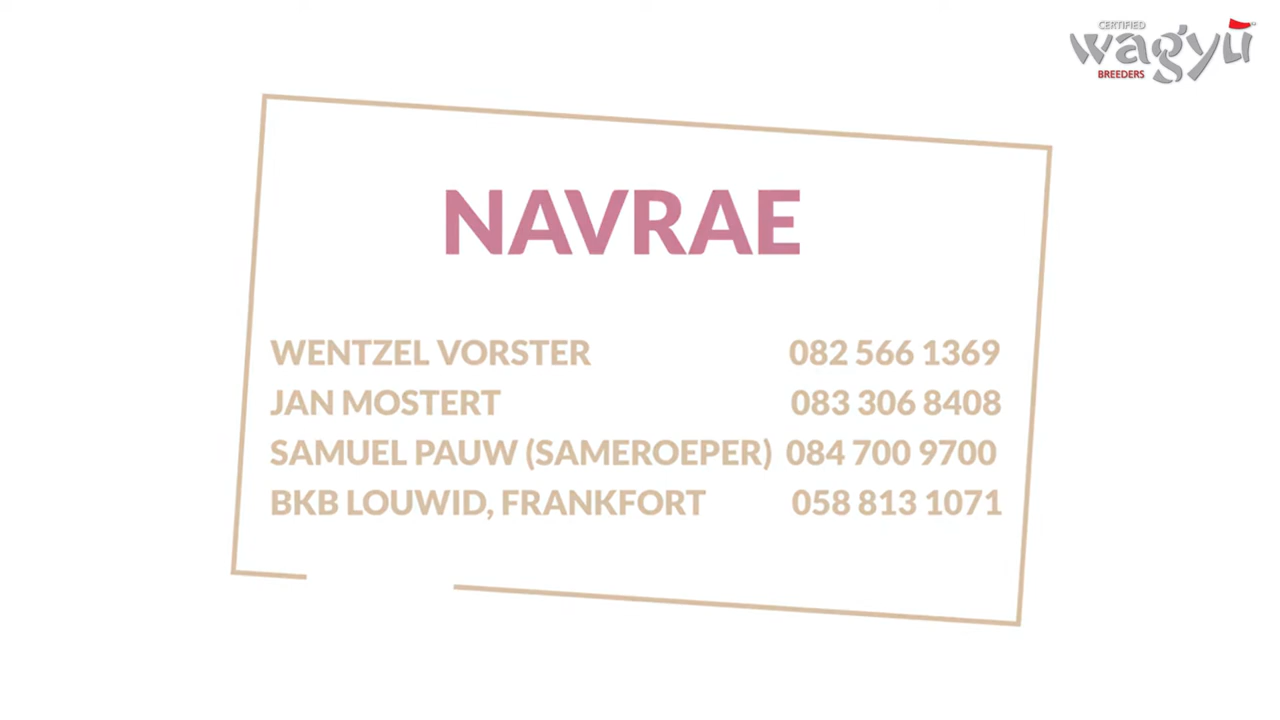 CERTIFIED
wagyu
BREEDERS
NAVRAE
WENTZEL VORSTER 082 566 1369
JAN MOSTERT 083 306 8408
SAMUEL PAUW (SAMEROEPER) 084 700 9700
BKB LOUWID, FRANKFORT 058 813 1071